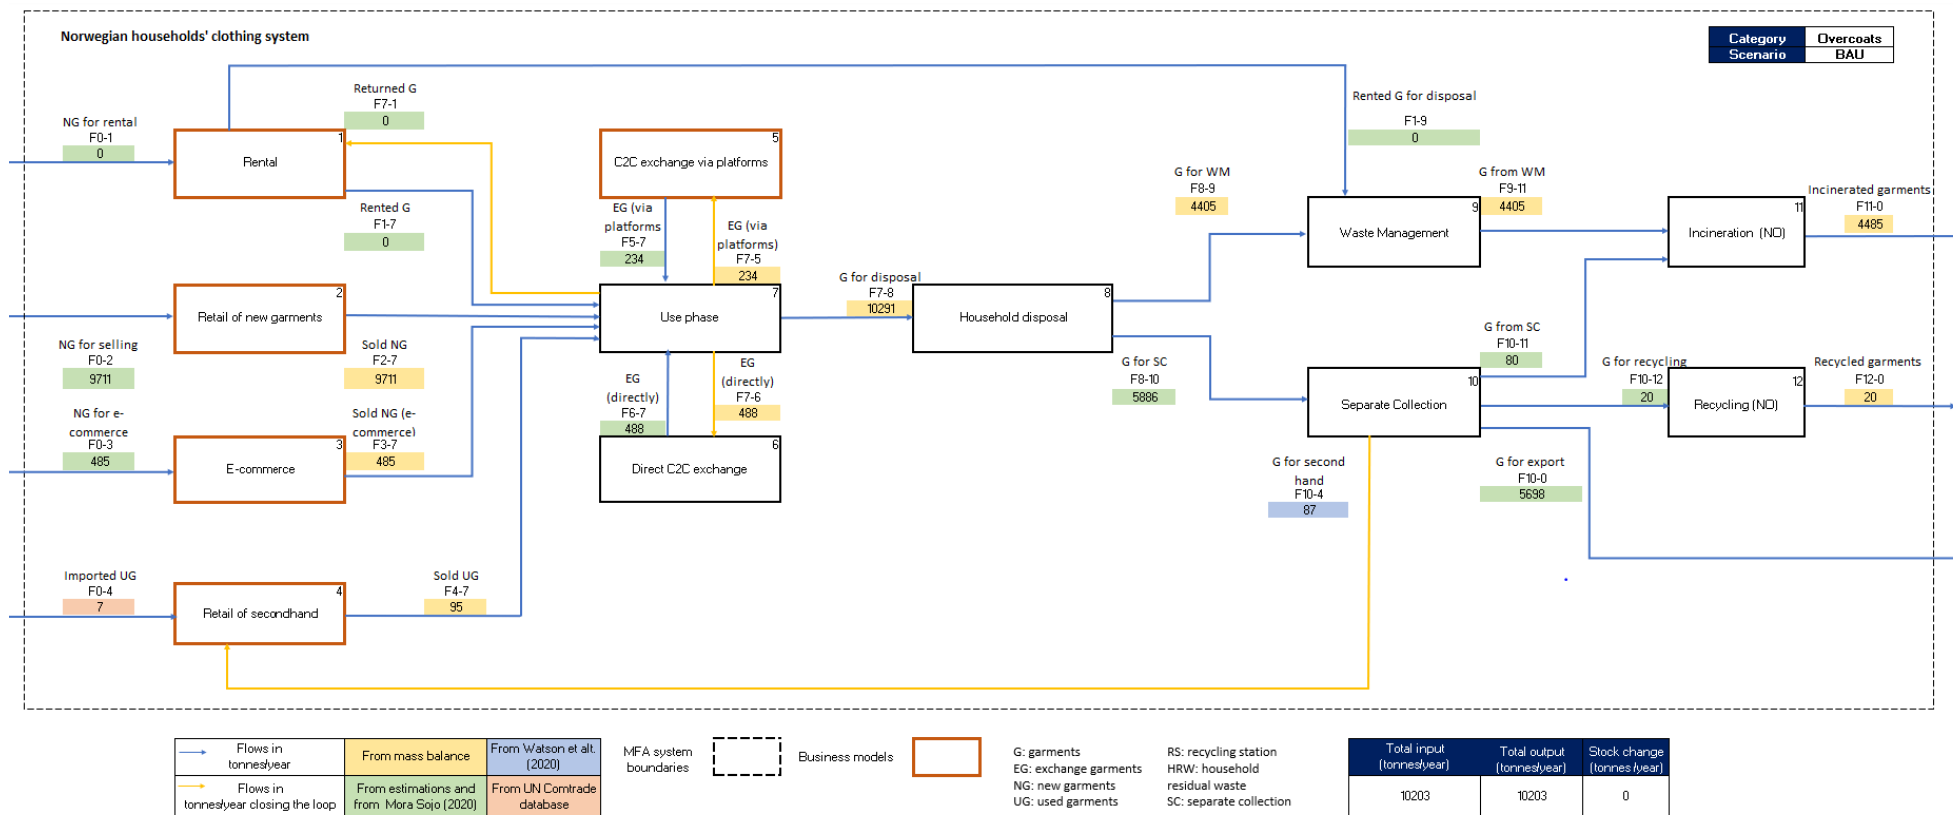 Norwegian households' clothing system
Category Overcoats
Scenario BAU
Returned G
F7-1
0
NG for rental
F0-1
0
1
Rental
Rented G
F1-7
0
5
C2C exchange via platforms
EG (via
platforms
F5-7
234
EG (via
platforms)
F7-5
234
Rented G for disposal
F1-9
0
G for WM
F8-9
4405
9
Waste Management
G from WM
F9-11
4405
11
Incineration (NO)
Incinerated garments
F11-0
4485
2
Retail of new garments
NG for selling
F0-2
9711
Sold NG
F2-7
9711
7
Use phase
G for disposal
F7-8
10291
8
Household disposal
G for SC
F8-10
5886
G from SC
F10-11
80
10
Separate Collection
G for recycling
F10-12
20
12
Recycling (NO)
Recycled garments
F12-0
20
NG for e-
commerce
F0-3
485
3
E-commerce
Sold NG (e-
commerce)
F3-7
485
EG
(directly)
F6-7
488
EG
(directly)
F7-6
488
6
Direct C2C exchange
G for second
hand
F10-4
87
G for export
F10-0
5698
Imported UG
F0-4
7
4
Retail of secondhand
Sold UG
F4-7
95
Flows in
tonnes/year
From mass balance
From Watson et alt.
(2020)
Flows in
tonnes/year closing the loop
From estimations and
from Mora Sojo (2020)
From UN Comtrade
database
MFA system
boundaries
Business models
G: garments
EG: exchange garments
NG: new garments
UG: used garments
RS: recycling station
HRW: household
residual waste
SC: separate collection
Total input
(tonnes/year)
Total output
(tonnes/year)
Stock change
(tonnes/year)
10203 10203 0